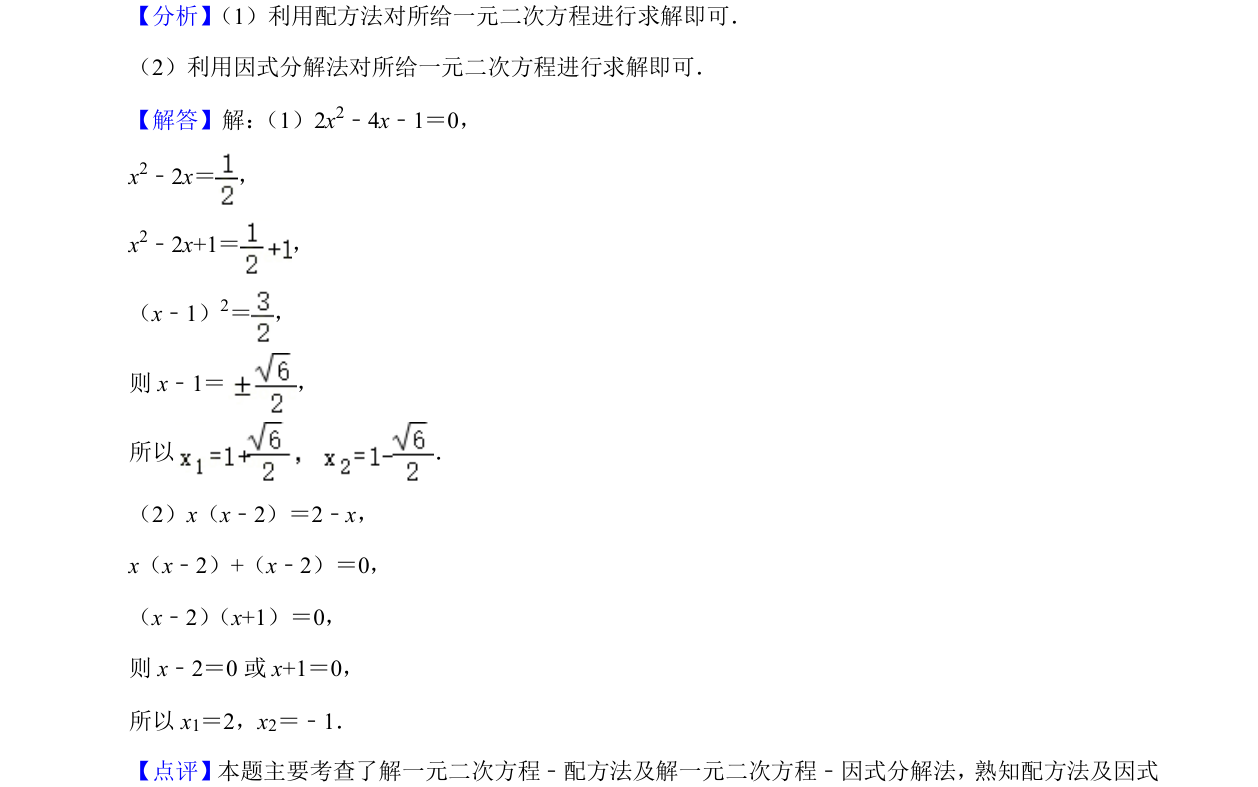 【分析】（1）利用配方法对所给一元二次方程进行求解即可．
（2）利用因式分解法对所给一元二次方程进行求解即可．
【解答】解：（1）2x²﹣4x﹣1＝0，
x²﹣2x＝1/2，
x²﹣2x+1＝1/2+1，
（x﹣1）²＝3/2，
则 x﹣1＝±√6/2，
所以 x₁=1+√6/2，x₂=1-√6/2．
（2）x（x﹣2）＝2﹣x，
x（x﹣2）+（x﹣2）＝0，
（x﹣2）（x+1）＝0，
则 x﹣2＝0 或 x+1＝0，
所以 x₁＝2，x₂＝﹣1．
【点评】本题主要考查了解一元二次方程﹣配方法及解一元二次方程﹣因式分解法，熟知配方法及因式